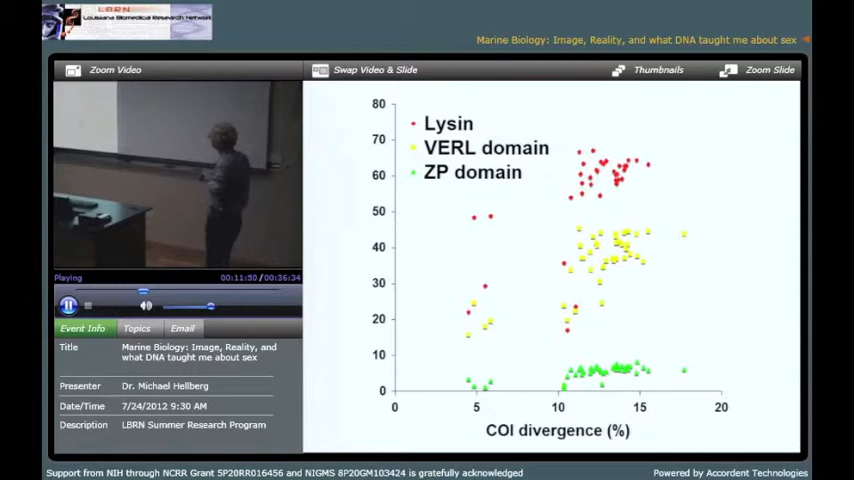 LBRN
Louisiana Biomedical Research Network
Marine Biology: Image, Reality, and what DNA taught me about sex
Zoom Video
Swap Video & Slide
Thumbnails
Zoom Slide
Playing
00:11:50 / 00:36:34
Event Info
Topics
Email
Title
Marine Biology: Image, Reality, and
what DNA taught me about sex
Presenter
Dr. Michael Hellberg
Date/Time
7/24/2012 9:30 AM
Description
LBRN Summer Research Program
80
70
60
50
40
30
20
10
0
Lysin
VERL domain
ZP domain
0
5
10
15
20
COI divergence (%)
Support from NIH through NCRR Grant 5P20RR016456 and NIGMS 8P20GM103424 is gratefully acknowledged
Powered by Accordent Technologies